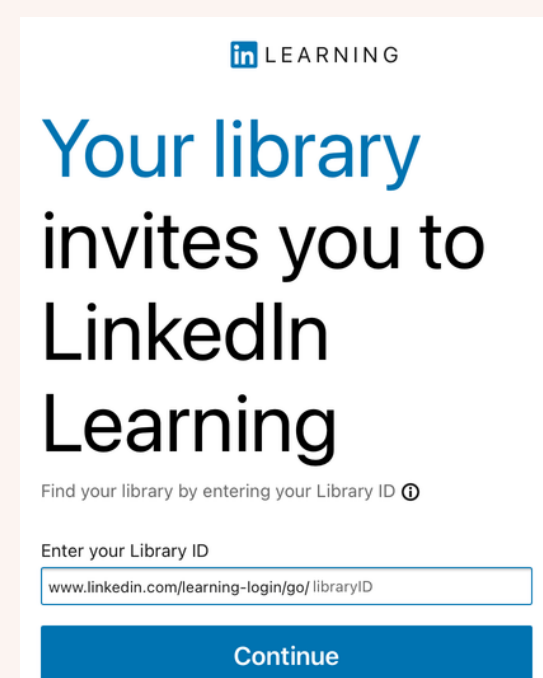 in LEARNING
Your library
invites you to
LinkedIn
Learning
Find your library by entering your Library ID
Enter your Library ID
www.linkedin.com/learning-login/go/ libraryID
Continue